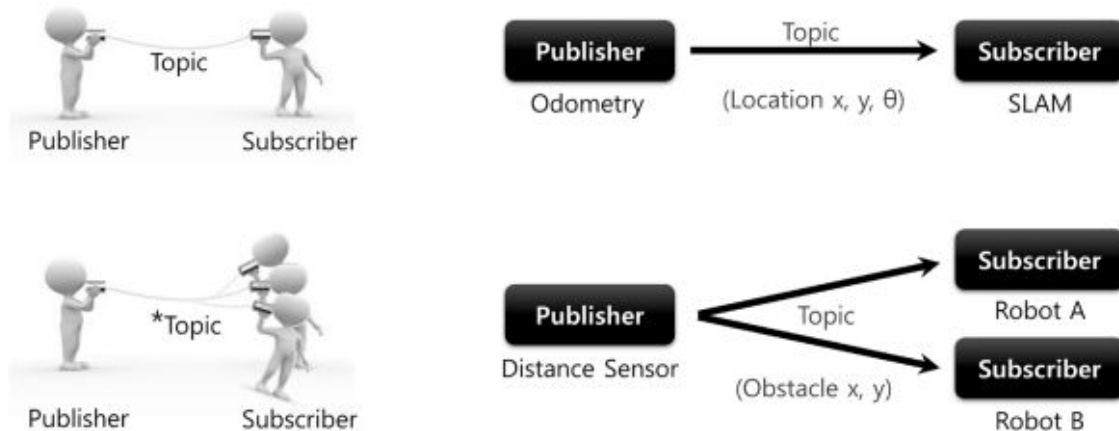 Topic
Publisher
Subscriber
Publisher
Topic
Subscriber
Odometry
(Location x, y, θ)
SLAM
*Topic
Publisher
Subscriber
Publisher
Distance Sensor
Topic
(Obstacle x, y)
Subscriber
Robot A
Subscriber
Robot B